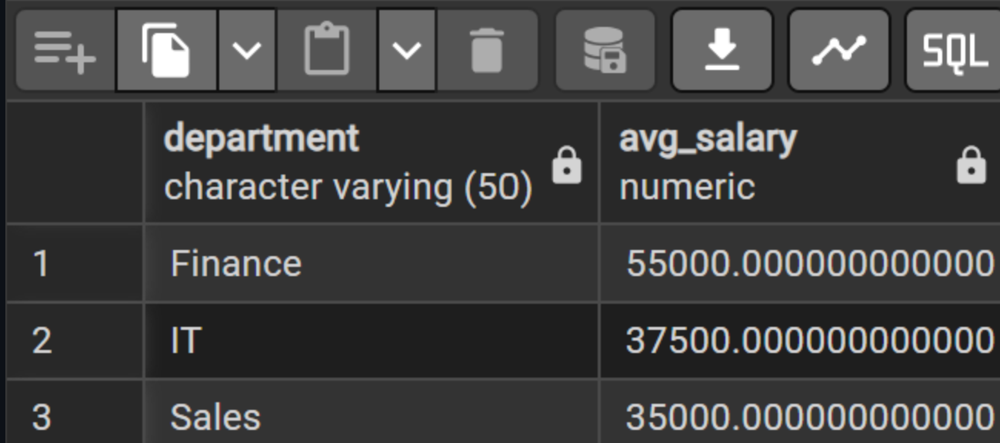 SQL
department
character varying (50)
avg_salary
numeric
1 Finance 55000.000000000000
2 IT 37500.000000000000
3 Sales 35000.000000000000